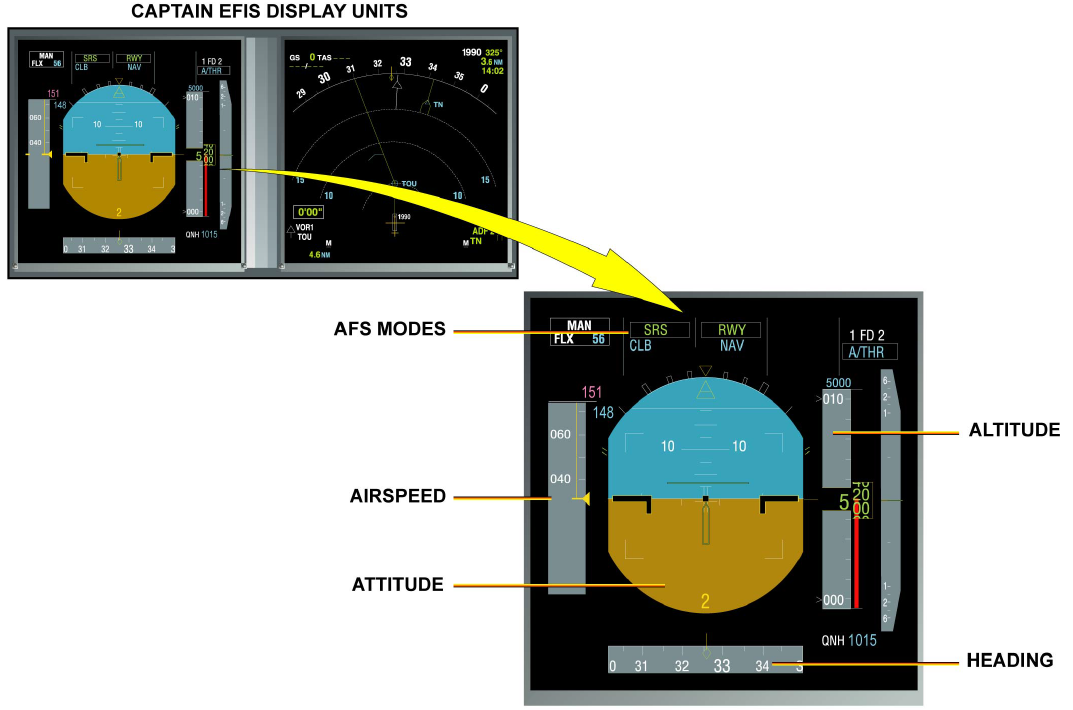 CAPTAIN EFIS DISPLAY UNITS
MAN SRS RWY 1 FD 2
FLX 56 CLB NAV A/THR
151
148
5000
010
060
040
10 10
5 20
00
2
000
QNH 1015
0 31 32 33 34 3
GS 0 TAS
1990 325°
3.6 NM
14:02
29 30 31 32 33 34 35 0
TN
15 TOU 15
10 10
0'00"
1990
VOR1 ADF 2
TOU M M TN
4.6 NM
AFS MODES
MAN SRS RWY 1 FD 2
FLX 56 CLB NAV A/THR
151
148
5000
010
6
2
1
060
10 10
ALTITUDE
040
AIRSPEED
5 20
00
ATTITUDE
2
000
1
2
6
QNH 1015
0 31 32 33 34 3
HEADING